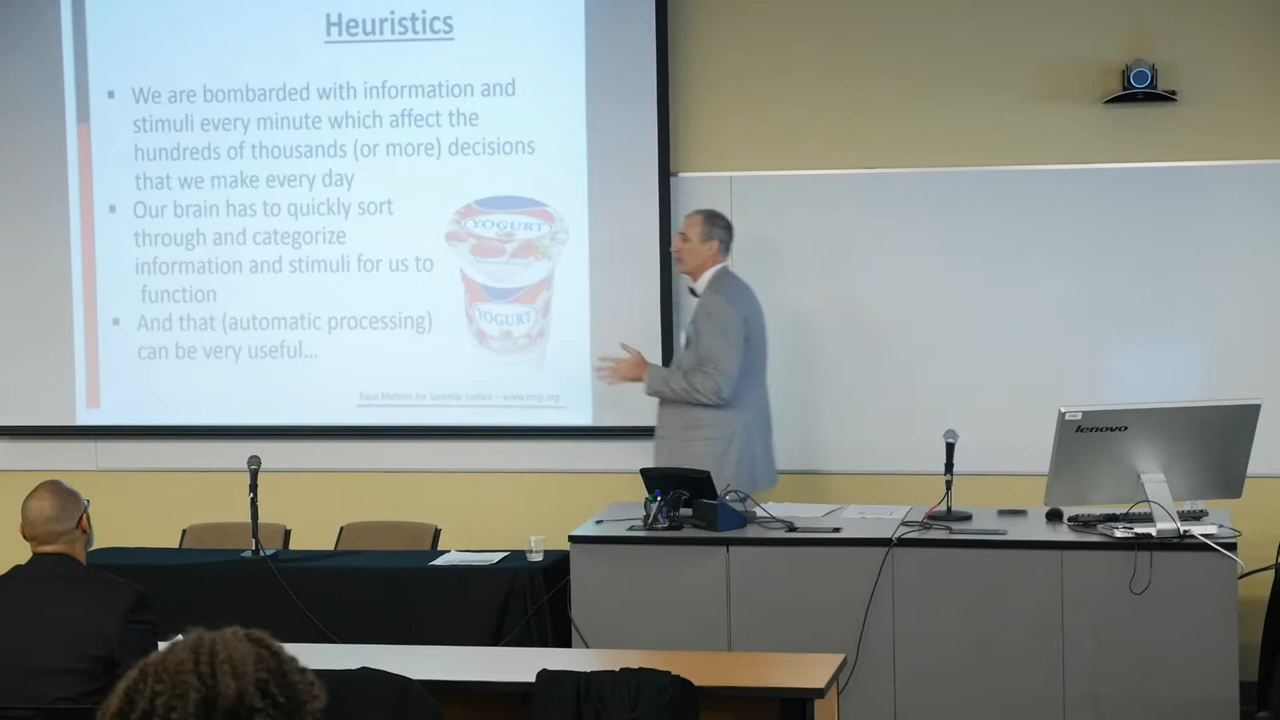 Heuristics
▪ We are bombarded with information and
stimuli every minute which affect the
hundreds of thousands (or more) decisions
that we make every day
▪ Our brain has to quickly sort
through and categorize
information and stimuli for us to
function
▪ And that (automatic processing)
can be very useful...
YOGURT
YOGURT
Race Matters for Juvenile Justice – www.rmjj.org
lenovo